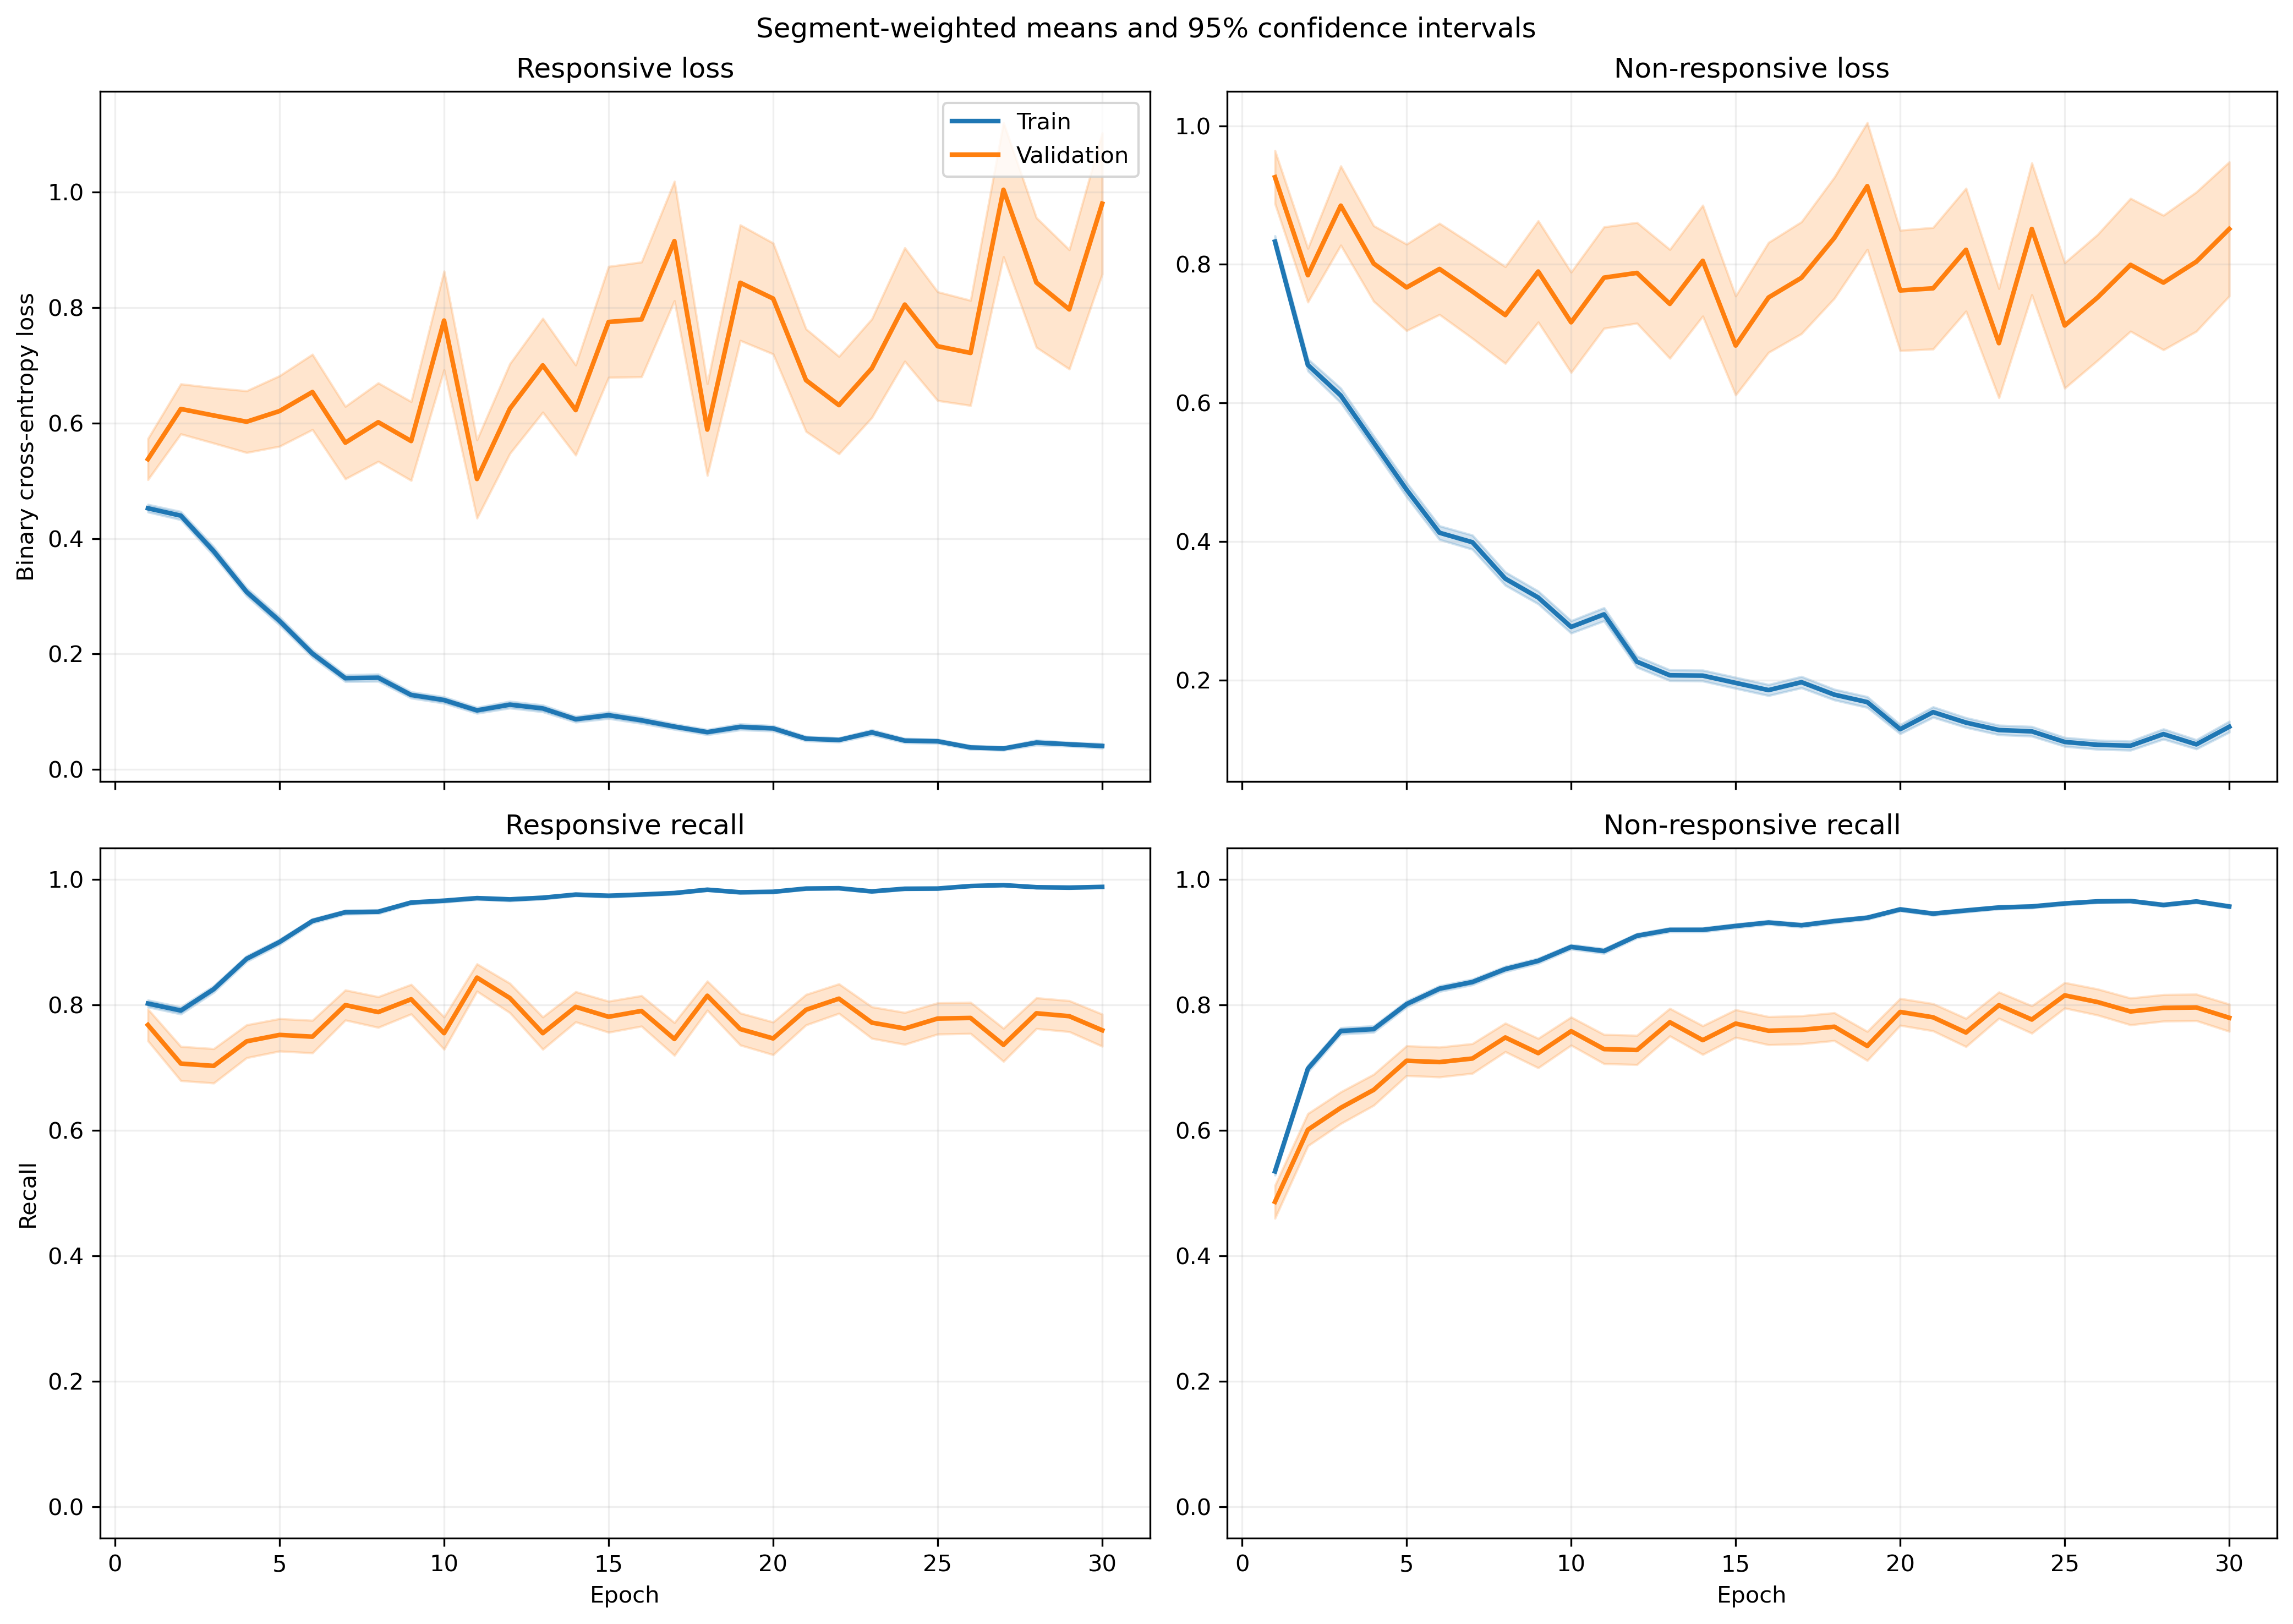 Segment-weighted means and 95% confidence intervals
Responsive loss
Train
Validation
Binary cross-entropy loss
1.0
0.8
0.6
0.4
0.2
0.0
Non-responsive loss
1.0
0.8
0.6
0.4
0.2
Responsive recall
Recall
1.0
0.8
0.6
0.4
0.2
0.0
0 5 10 15 20 25 30
Epoch
Non-responsive recall
1.0
0.8
0.6
0.4
0.2
0.0
0 5 10 15 20 25 30
Epoch